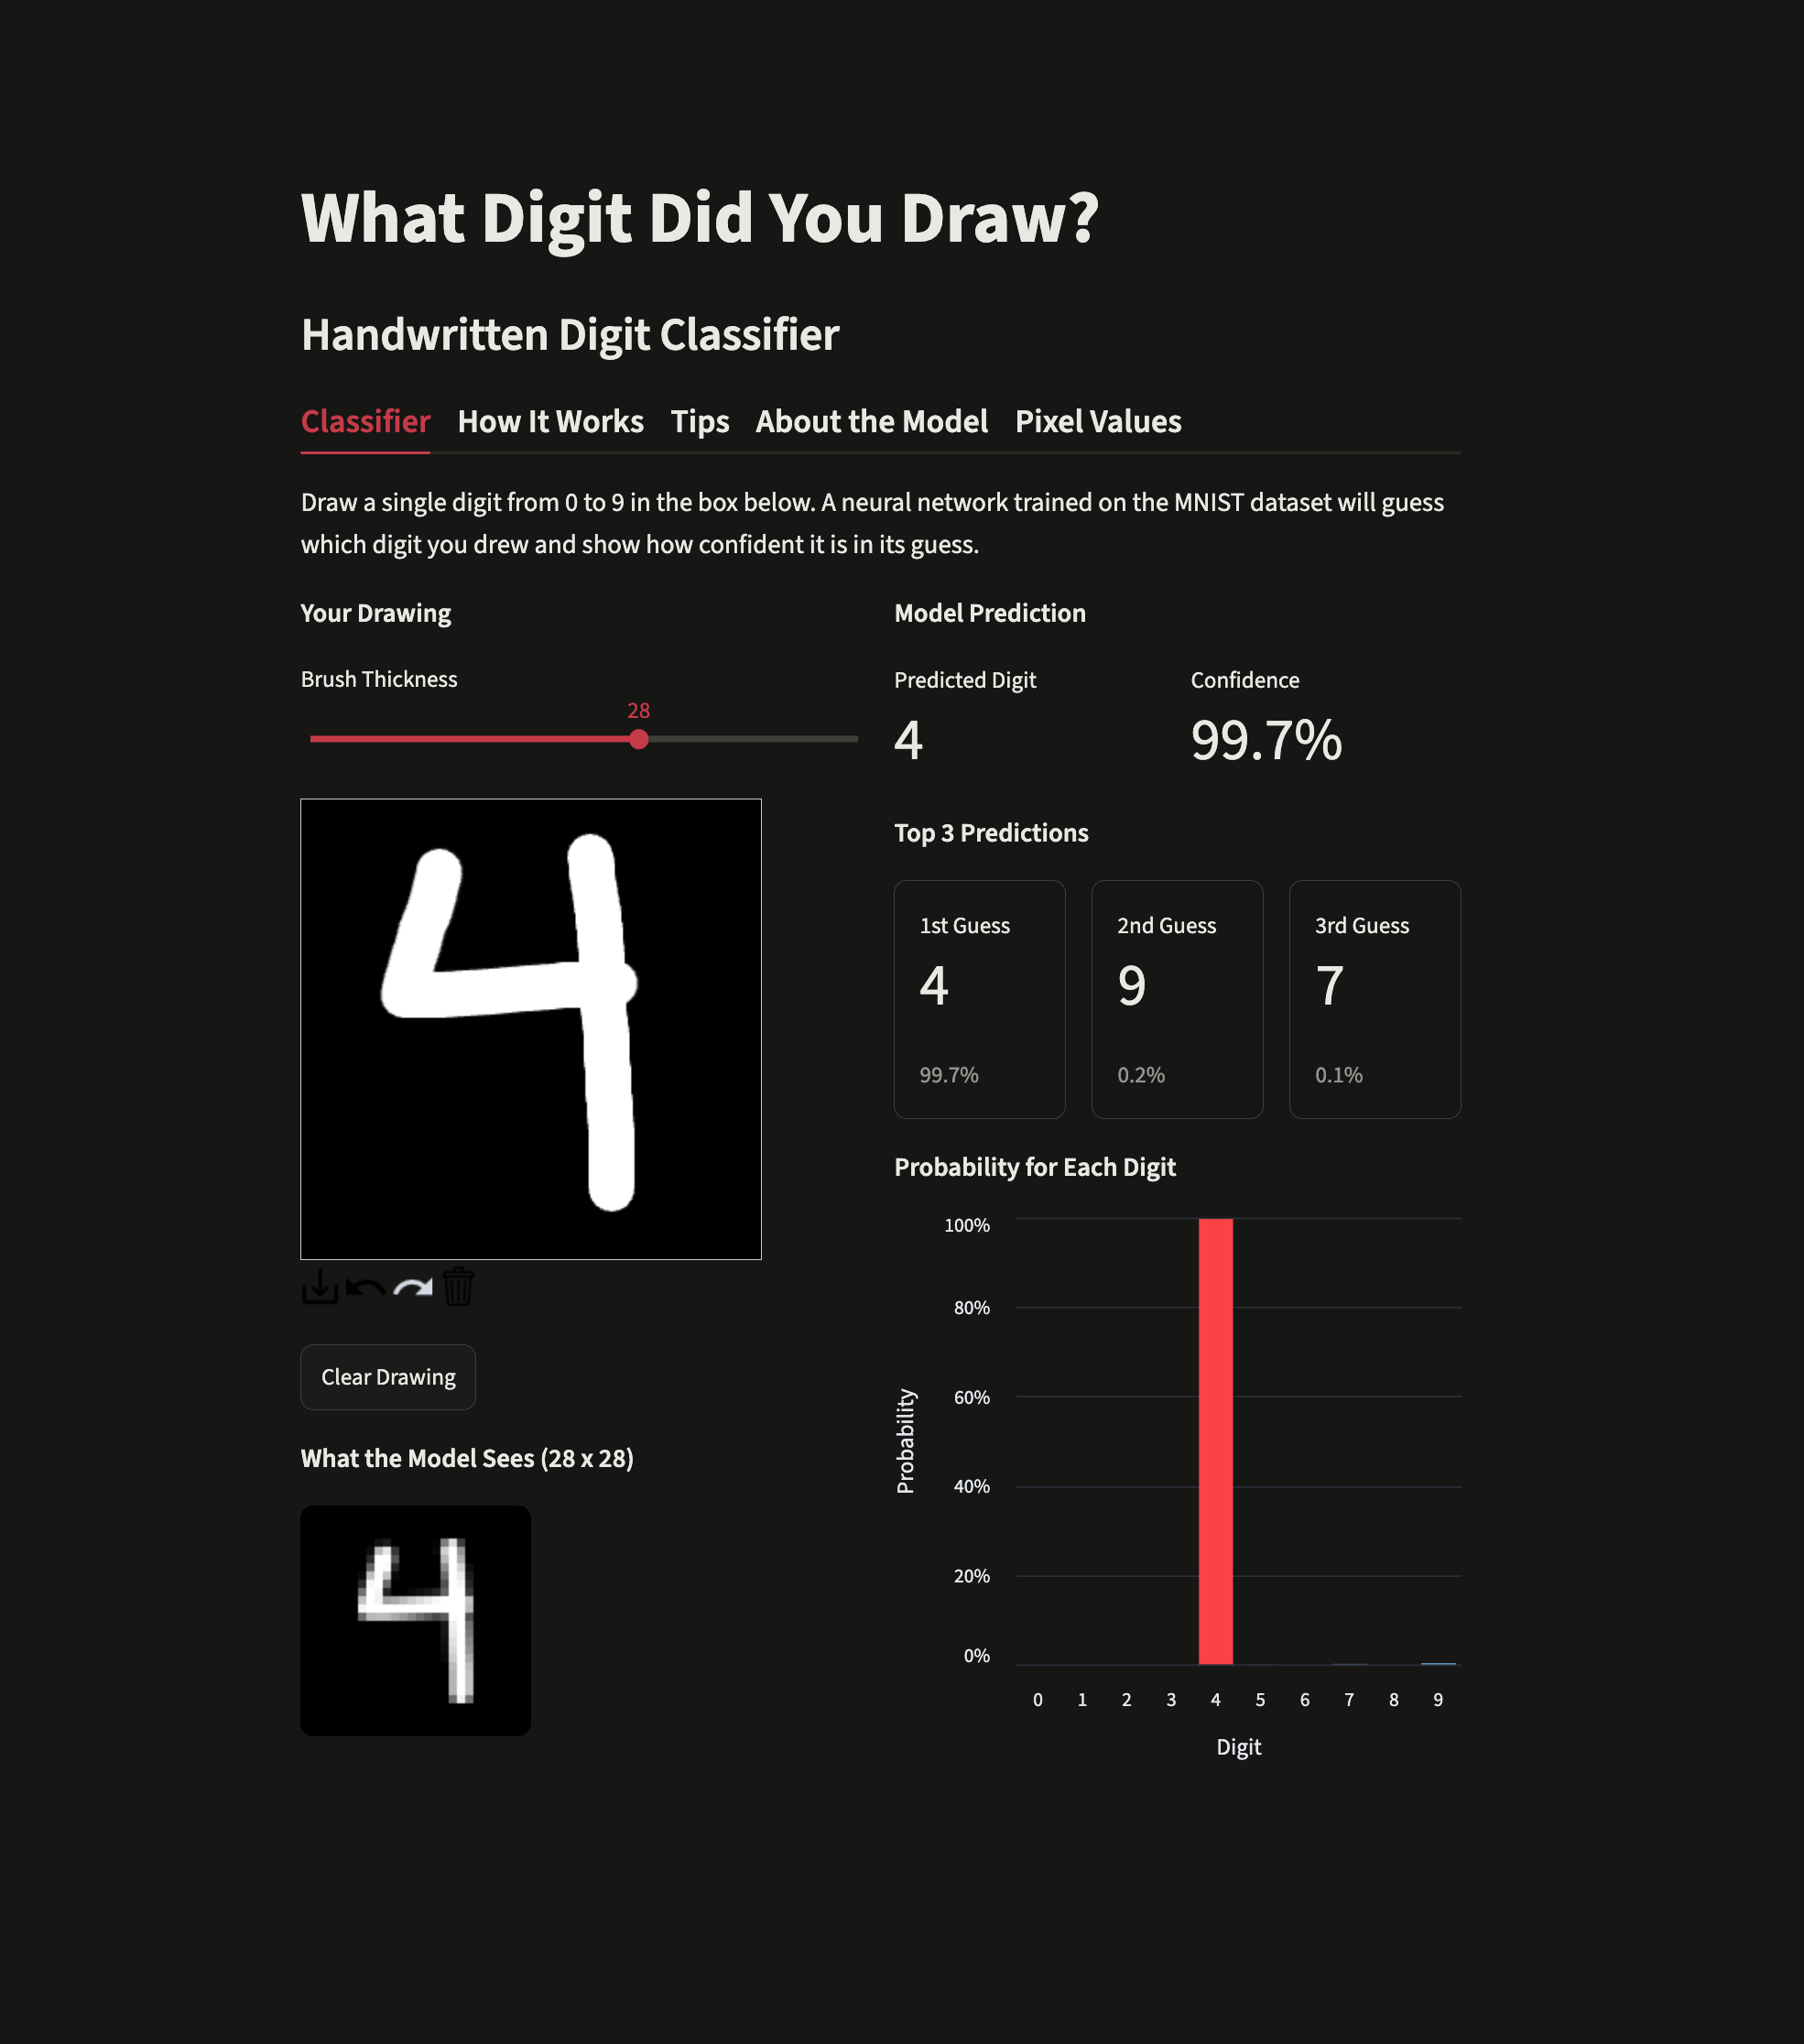 What Digit Did You Draw?
Handwritten Digit Classifier
Classifier How It Works Tips About the Model Pixel Values
Draw a single digit from 0 to 9 in the box below. A neural network trained on the MNIST dataset will guess
which digit you drew and show how confident it is in its guess.
Your Drawing
Brush Thickness
28
4
Clear Drawing
What the Model Sees (28 x 28)
4
Model Prediction
Predicted Digit Confidence
4 99.7%
Top 3 Predictions
1st Guess 2nd Guess 3rd Guess
4 9 7
99.7% 0.2% 0.1%
Probability for Each Digit
100%
80%
60%
40%
20%
0%
Probability
0 1 2 3 4 5 6 7 8 9
Digit